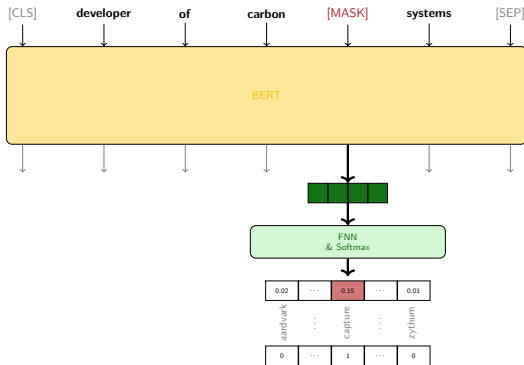 [CLS] developer of carbon [MASK] systems [SEP]
BERT
FNN
& Softmax
0.02 ··· 0.15 ··· 0.01
aardvark ··· capture ··· zythum
0 ··· 1 ··· 0